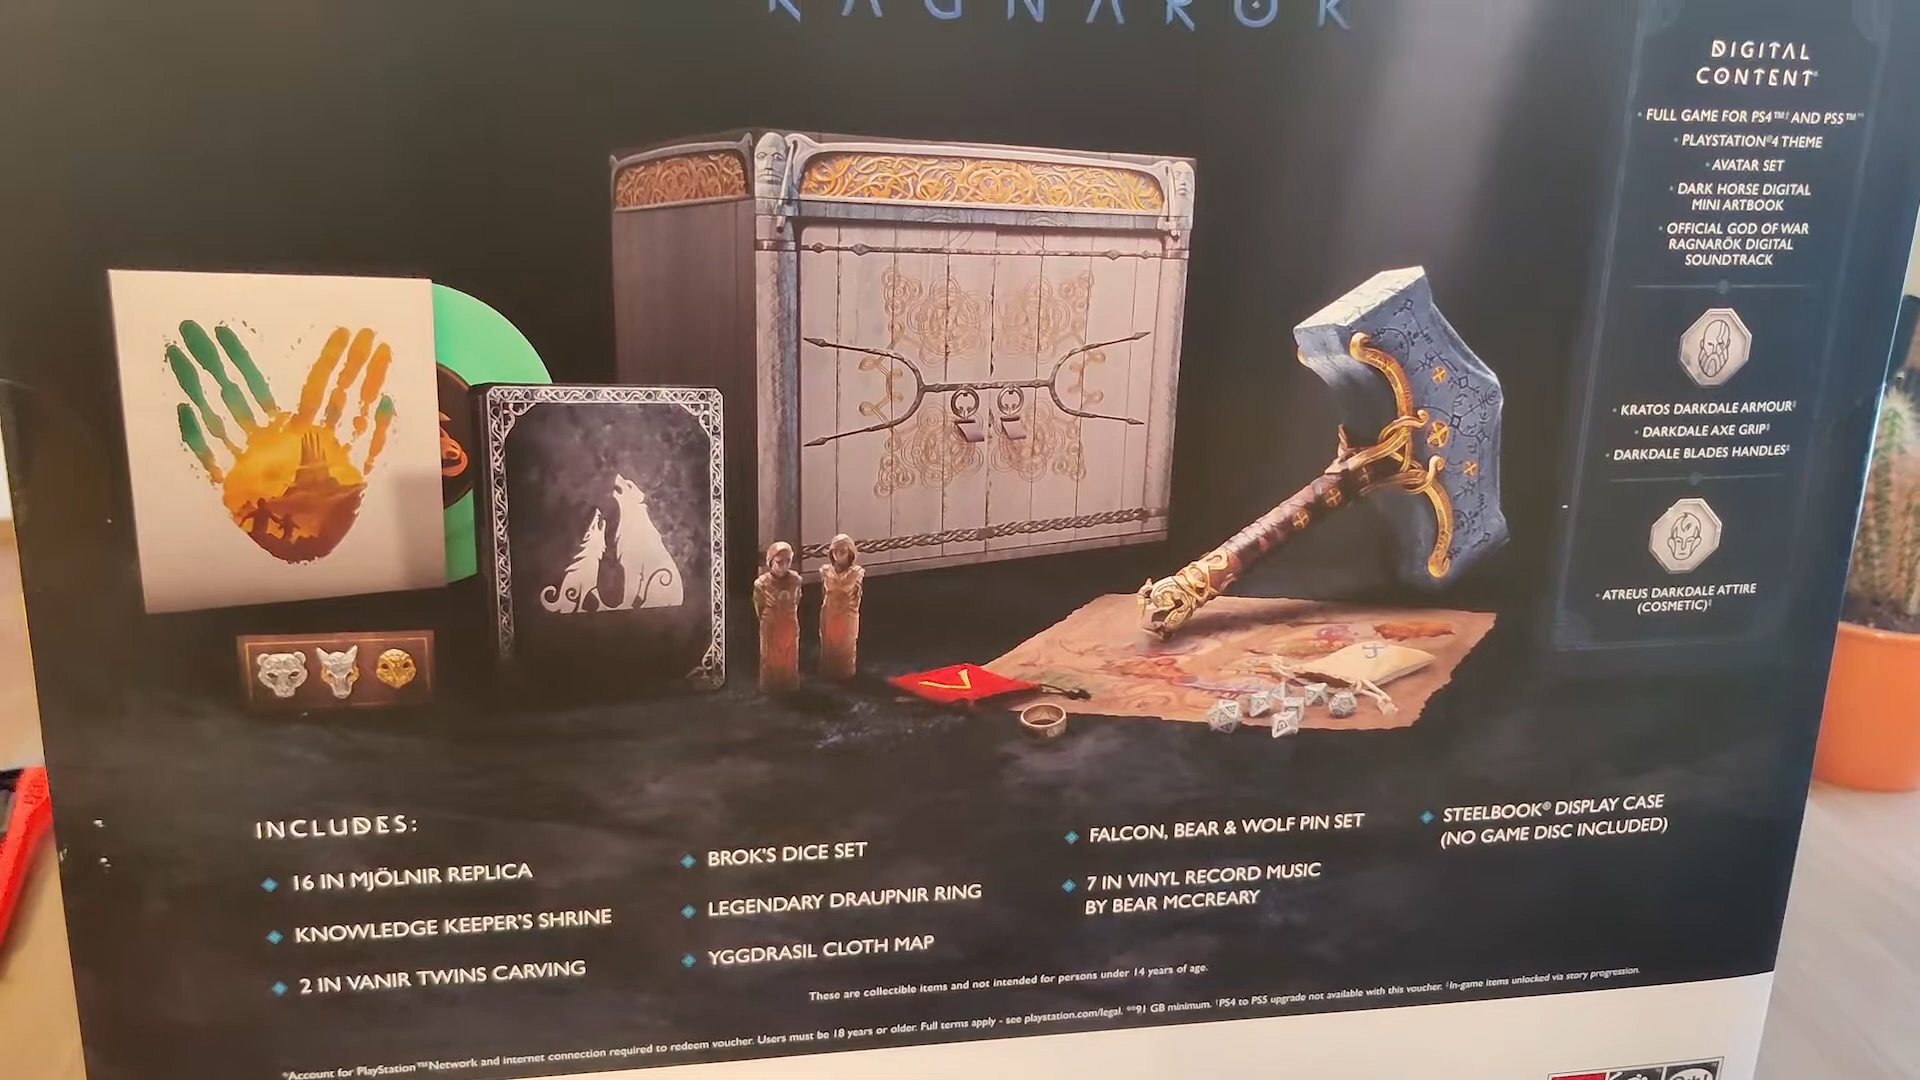 RAGNARÖK
DIGITAL
CONTENT*
• FULL GAME FOR PS4™† AND PS5™**
• PLAYSTATION®4 THEME
• AVATAR SET
• DARK HORSE DIGITAL
MINI ARTBOOK
• OFFICIAL GOD OF WAR
RAGNARÖK DIGITAL
SOUNDTRACK
• KRATOS DARKDALE ARMOUR‡
• DARKDALE AXE GRIP‡
• DARKDALE BLADES HANDLES‡
• ATREUS DARKDALE ATTIRE
(COSMETIC)‡
INCLUDES:
16 IN MJÖLNIR REPLICA
KNOWLEDGE KEEPER'S SHRINE
2 IN VANIR TWINS CARVING
BROK'S DICE SET
LEGENDARY DRAUPNIR RING
YGGDRASIL CLOTH MAP
FALCON, BEAR & WOLF PIN SET
7 IN VINYL RECORD MUSIC
BY BEAR MCCREARY
STEELBOOK® DISPLAY CASE
(NO GAME DISC INCLUDED)
These are collectible items and not intended for persons under 14 years of age.
*Account for PlayStation™Network and internet connection required to redeem voucher. Users must be 18 years or older. Full terms apply - see playstation.com/legal. **91 GB minimum. †PS4 to PS5 upgrade not available with this voucher. ‡In-game items unlocked via story progression.